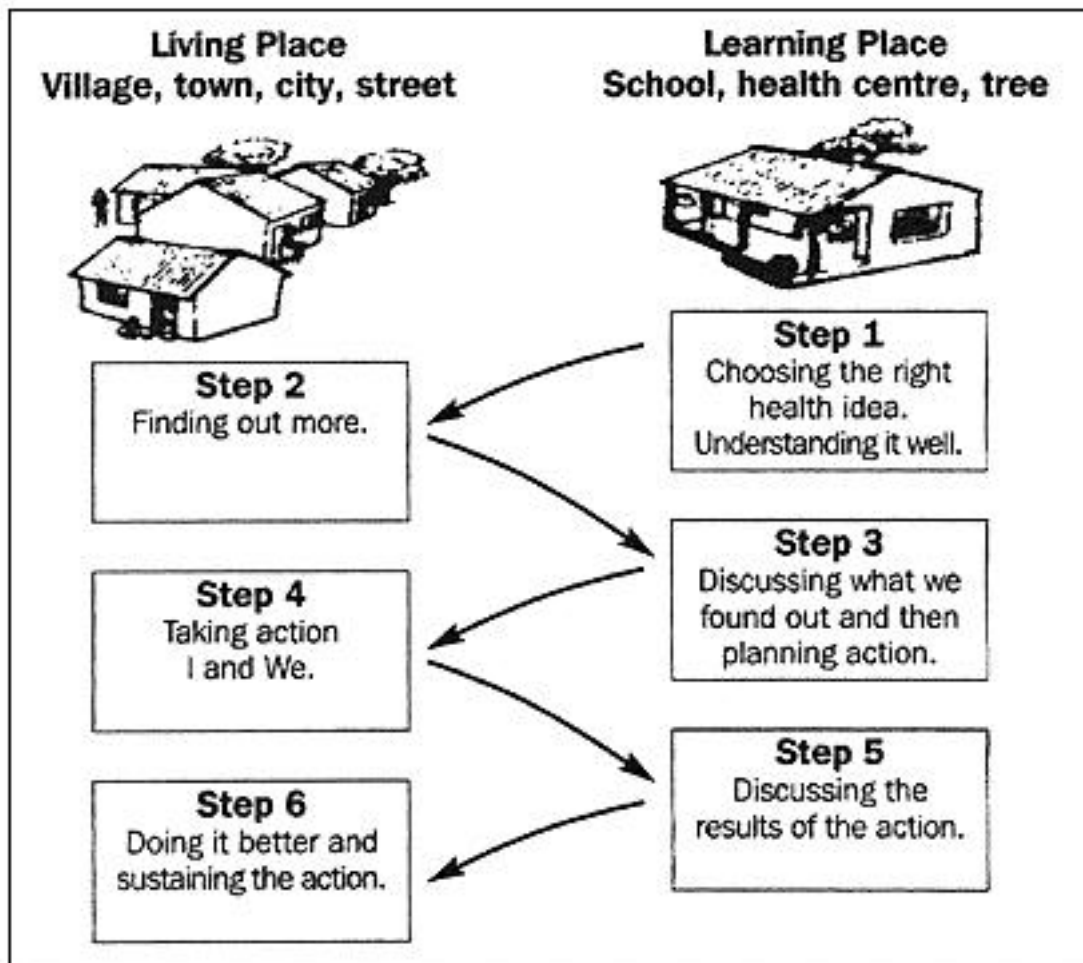 Living Place
Village, town, city, street
Learning Place
School, health centre, tree
Step 1
Choosing the right
health idea.
Understanding it well.
Step 2
Finding out more.
Step 3
Discussing what we
found out and then
planning action.
Step 4
Taking action
I and We.
Step 5
Discussing the
results of the action.
Step 6
Doing it better and
sustaining the action.